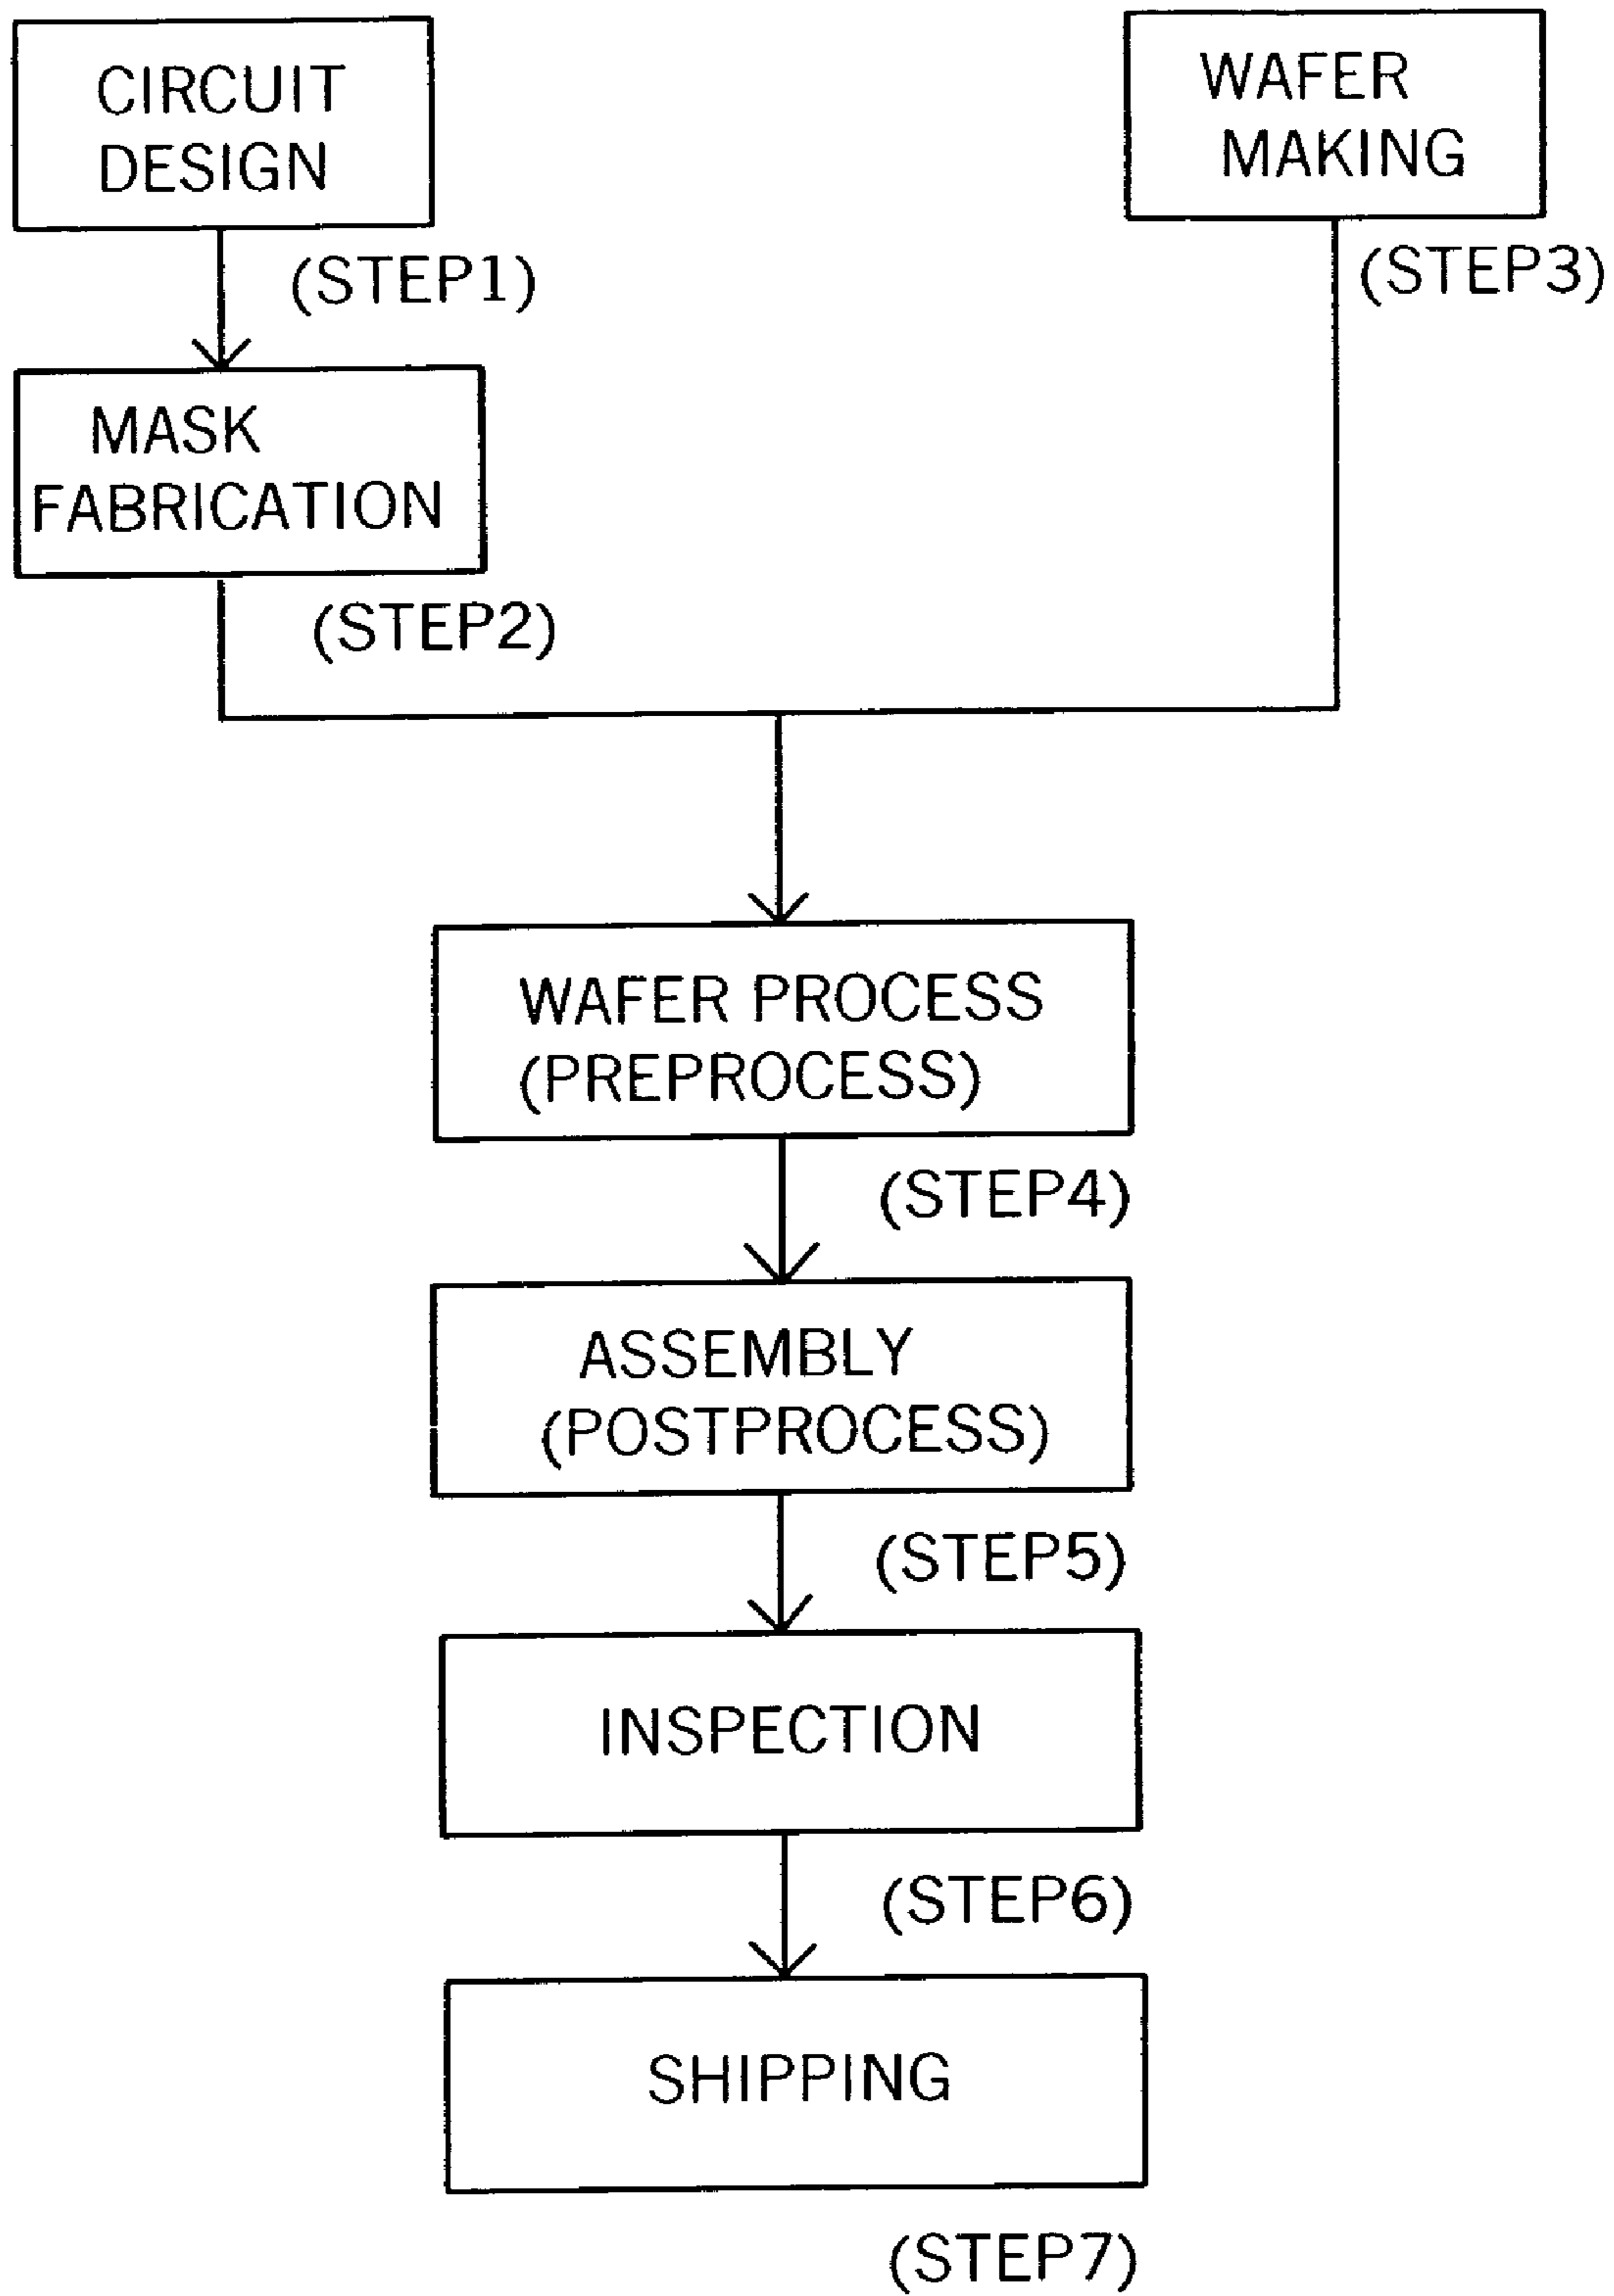 CIRCUIT
DESIGN
(STEP1)
MASK
FABRICATION
(STEP2)
WAFER
MAKING
(STEP3)
WAFER PROCESS
(PREPROCESS)
(STEP4)
ASSEMBLY
(POSTPROCESS)
(STEP5)
INSPECTION
(STEP6)
SHIPPING
(STEP7)